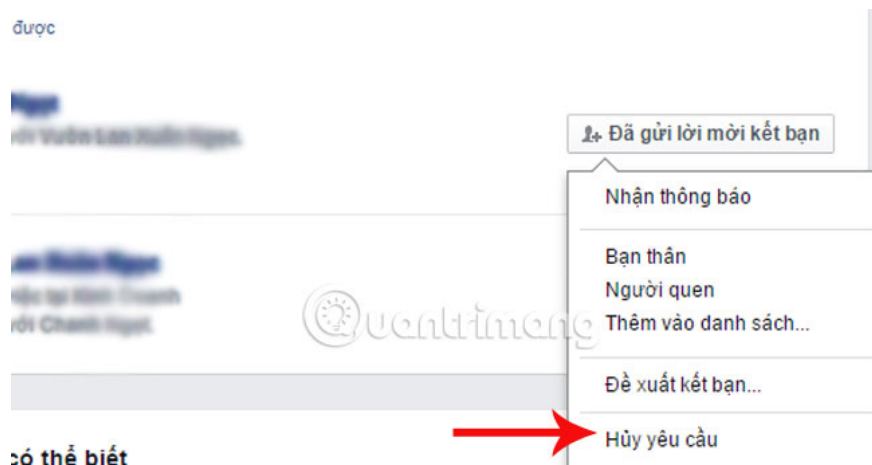 được
Đã gửi lời mời kết bạn
Nhận thông báo
Bạn thân
Người quen
Thêm vào danh sách...
Quantrimang
Đề xuất kết bạn...
Hủy yêu cầu
có thể biết